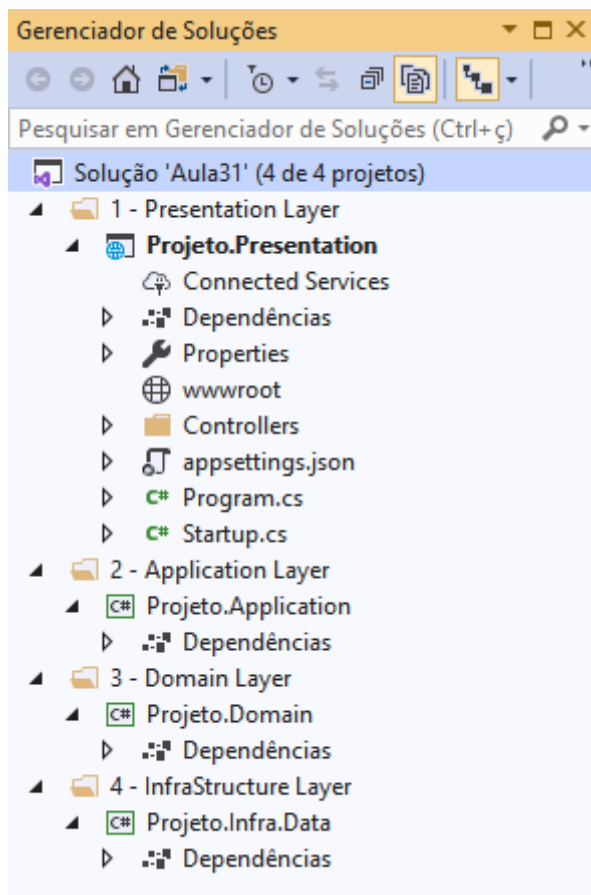 Gerenciador de Soluções
Pesquisar em Gerenciador de Soluções (Ctrl+ç)
Solução 'Aula31' (4 de 4 projetos)
1 - Presentation Layer
Projeto.Presentation
Connected Services
Dependências
Properties
wwwroot
Controllers
appsettings.json
C# Program.cs
C# Startup.cs
2 - Application Layer
C# Projeto.Application
Dependências
3 - Domain Layer
C# Projeto.Domain
Dependências
4 - InfraStructure Layer
C# Projeto.Infra.Data
Dependências